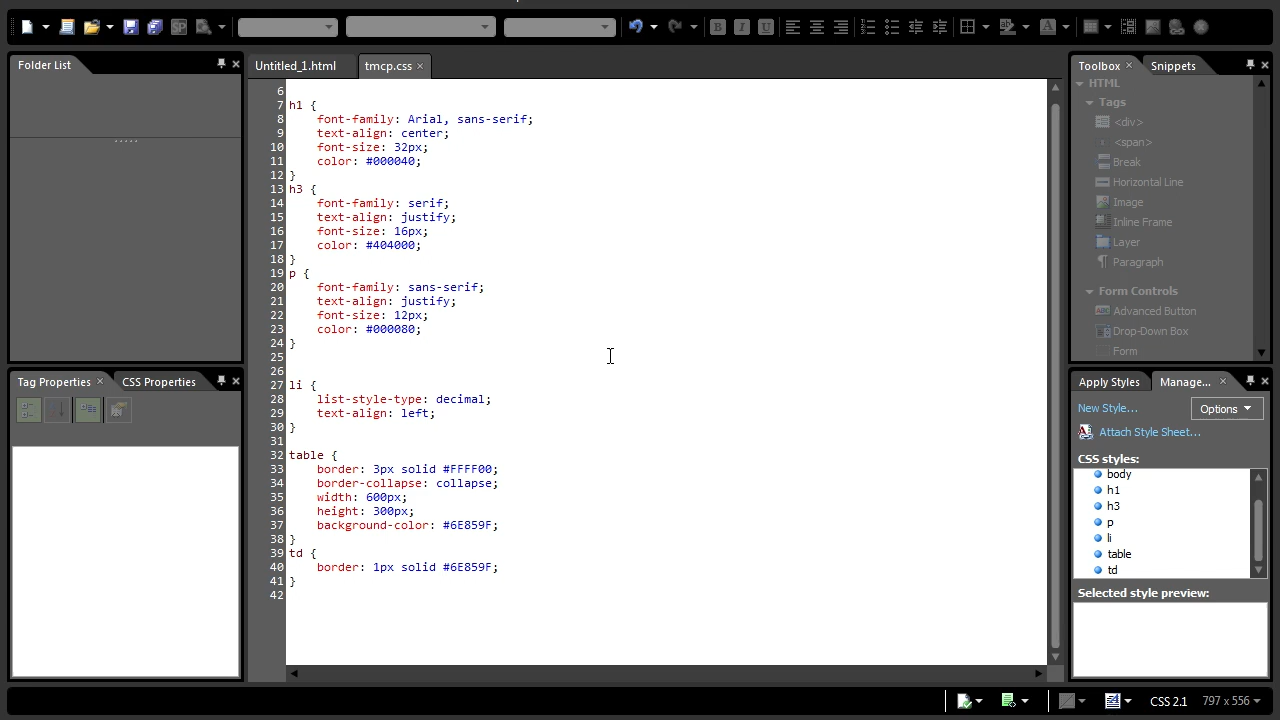 Folder List
Untitled_1.html
tmcp.css ×
Toolbox ×
Snippets
6
7 h1 {
8 font-family: Arial, sans-serif;
9 text-align: center;
10 font-size: 32px;
11 color: #000040;
12 }
13 h3 {
14 font-family: serif;
15 text-align: justify;
16 font-size: 16px;
17 color: #404000;
18 }
19 p {
20 font-family: sans-serif;
21 text-align: justify;
22 font-size: 12px;
23 color: #000080;
24 }
25
26
27 li {
28 list-style-type: decimal;
29 text-align: left;
30 }
31
32 table {
33 border: 3px solid #FFFF00;
34 border-collapse: collapse;
35 width: 600px;
36 height: 300px;
37 background-color: #6E859F;
38 }
39 td {
40 border: 1px solid #6E859F;
41 }
42
HTML
Tags
<div>
<span>
Break
Horizontal Line
Image
Inline Frame
Layer
Paragraph
Form Controls
Advanced Button
Drop-Down Box
Form
Tag Properties ×
CSS Properties
Apply Styles
Manage... ×
New Style...
Options
Attach Style Sheet...
CSS styles:
body
h1
h3
p
li
table
td
Selected style preview:
CSS 2.1
797 x 556